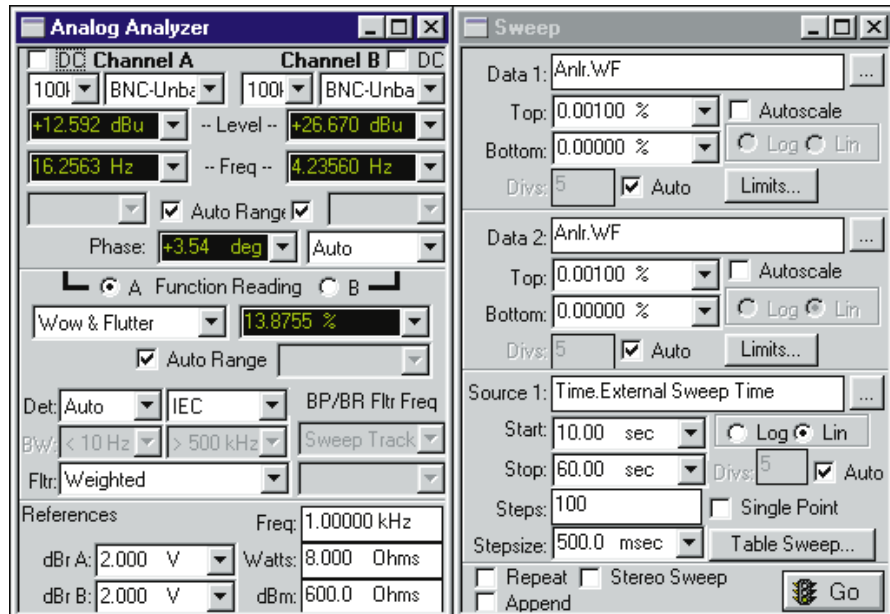 Analog Analyzer
DC Channel A Channel B DC
100k BNC-Unba 100k BNC-Unba
+12.592 dBu -- Level -- +26.670 dBu
16.2563 Hz -- Freq -- 4.23560 Hz
Auto Range
Phase: +3.54 deg Auto
A Function Reading B
Wow & Flutter 13.8755 %
Auto Range
Det: Auto IEC BP/BR Fltr Freq
BW: < 10 Hz > 500 kHz Sweep Track
Fltr: Weighted
References Freq: 1.00000 kHz
dBr A: 2.000 V Watts: 8.000 Ohms
dBr B: 2.000 V dBm: 600.0 Ohms
Sweep
Data 1: Anlr.WF ...
Top: 0.00100 % Autoscale
Bottom: 0.00000 % Log Lin
Divs: 5 Auto Limits...
Data 2: Anlr.WF ...
Top: 0.00100 % Autoscale
Bottom: 0.00000 % Log Lin
Divs: 5 Auto Limits...
Source 1: Time.External Sweep Time ...
Start: 10.00 sec Log Lin
Stop: 60.00 sec Divs: 5 Auto
Steps: 100 Single Point
Stepsize: 500.0 msec Table Sweep...
Repeat Stereo Sweep
Append Go